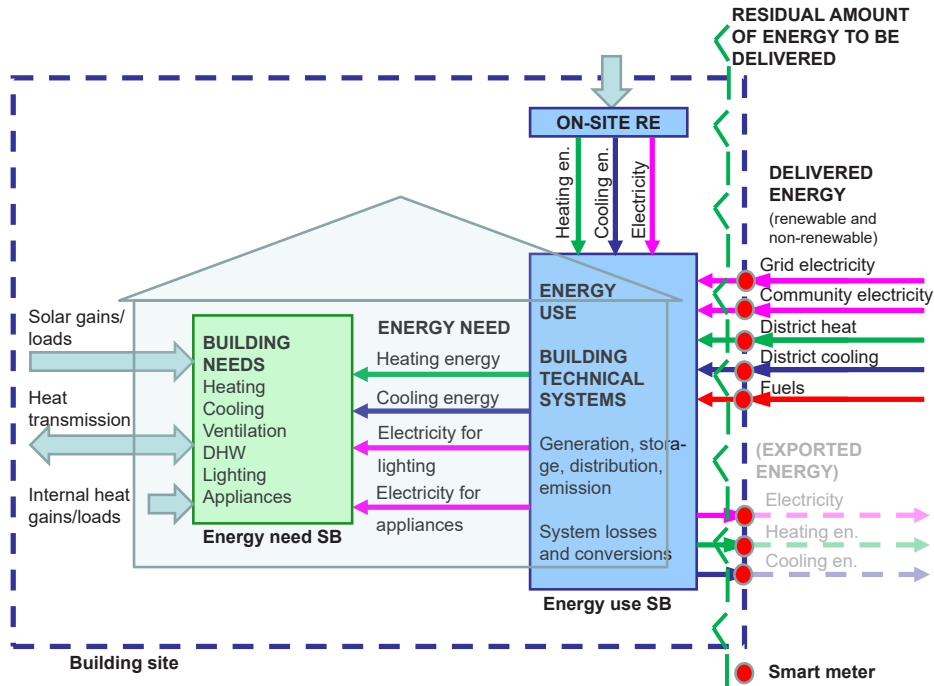 RESIDUAL AMOUNT
OF ENERGY TO BE
DELIVERED
ON-SITE RE
Heating en.
Cooling en.
Electricity
DELIVERED
ENERGY
(renewable and
non-renewable)
Grid electricity
Community electricity
District heat
District cooling
Fuels
(EXPORTED
ENERGY)
Electricity
Heating en.
Cooling en.
ENERGY
USE
BUILDING
TECHNICAL
SYSTEMS
Generation, stora-
ge, distribution,
emission
System losses
and conversions
Energy use SB
ENERGY NEED
Heating energy
Cooling energy
Electricity for
lighting
Electricity for
appliances
BUILDING
NEEDS
Heating
Cooling
Ventilation
DHW
Lighting
Appliances
Energy need SB
Solar gains/
loads
Heat
transmission
Internal heat
gains/loads
Building site
Smart meter